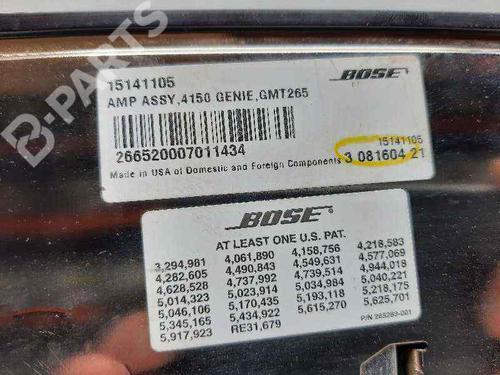 B-PARTS
15141105
BOSE
AMP ASSY,4150 GENIE,GMT265
266520007011434
15141105
Made in USA of Domestic and Foreign Components 3 081604 21
BOSE
AT LEAST ONE U.S. PAT.
3,294,981 4,061,890 4,158,756 4,218,583
4,282,605 4,490,843 4,549,631 4,577,069
4,628,528 4,737,992 4,739,514 4,944,018
5,014,323 5,023,914 5,034,984 5,040,221
5,046,106 5,170,435 5,193,118 5,218,175
5,345,165 5,434,922 5,615,270 5,625,701
5,917,923 RE31,679
P/N 265283-001